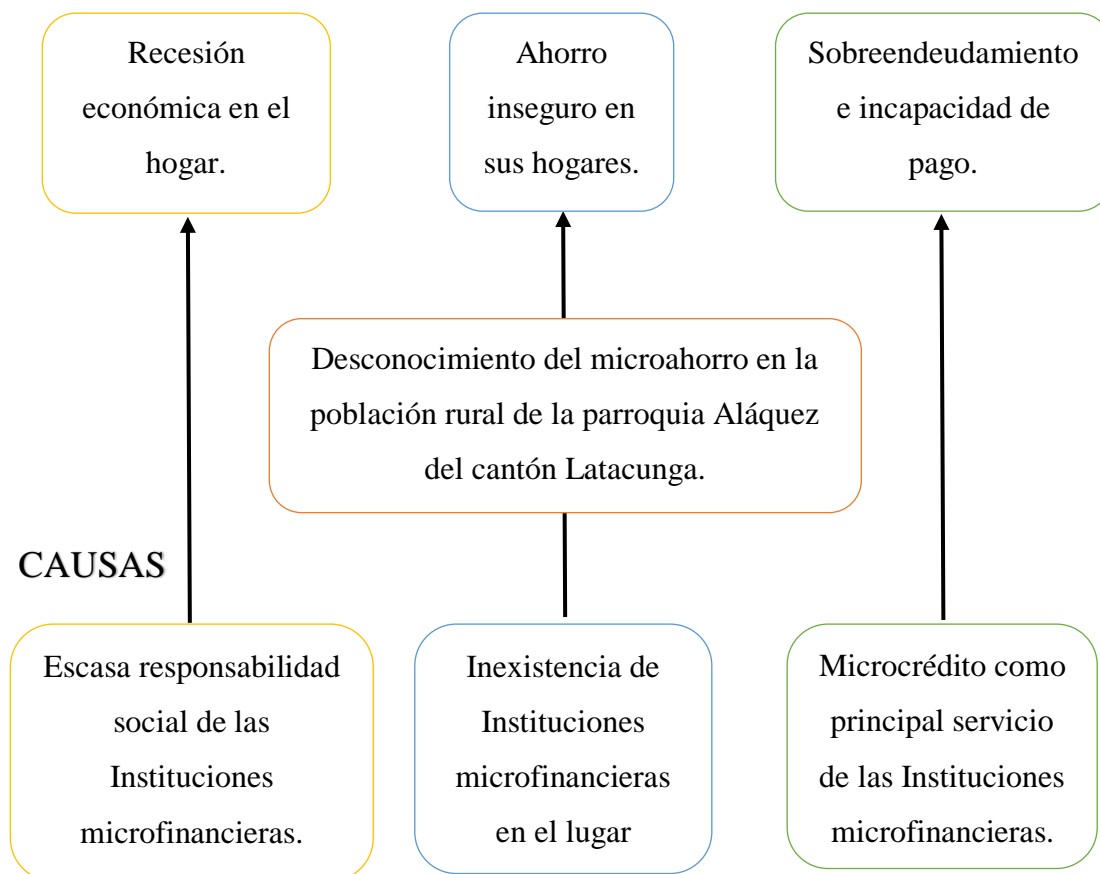 Recesión
económica en el
hogar.
Ahorro
inseguro en
sus hogares.
Sobreendeudamiento
e incapacidad de
pago.
Desconocimiento del microahorro en la
población rural de la parroquia Aláquez
del cantón Latacunga.
CAUSAS
Escasa responsabilidad
social de las
Instituciones
microfinancieras.
Inexistencia de
Instituciones
microfinancieras
en el lugar
Microcrédito como
principal servicio
de las Instituciones
microfinancieras.